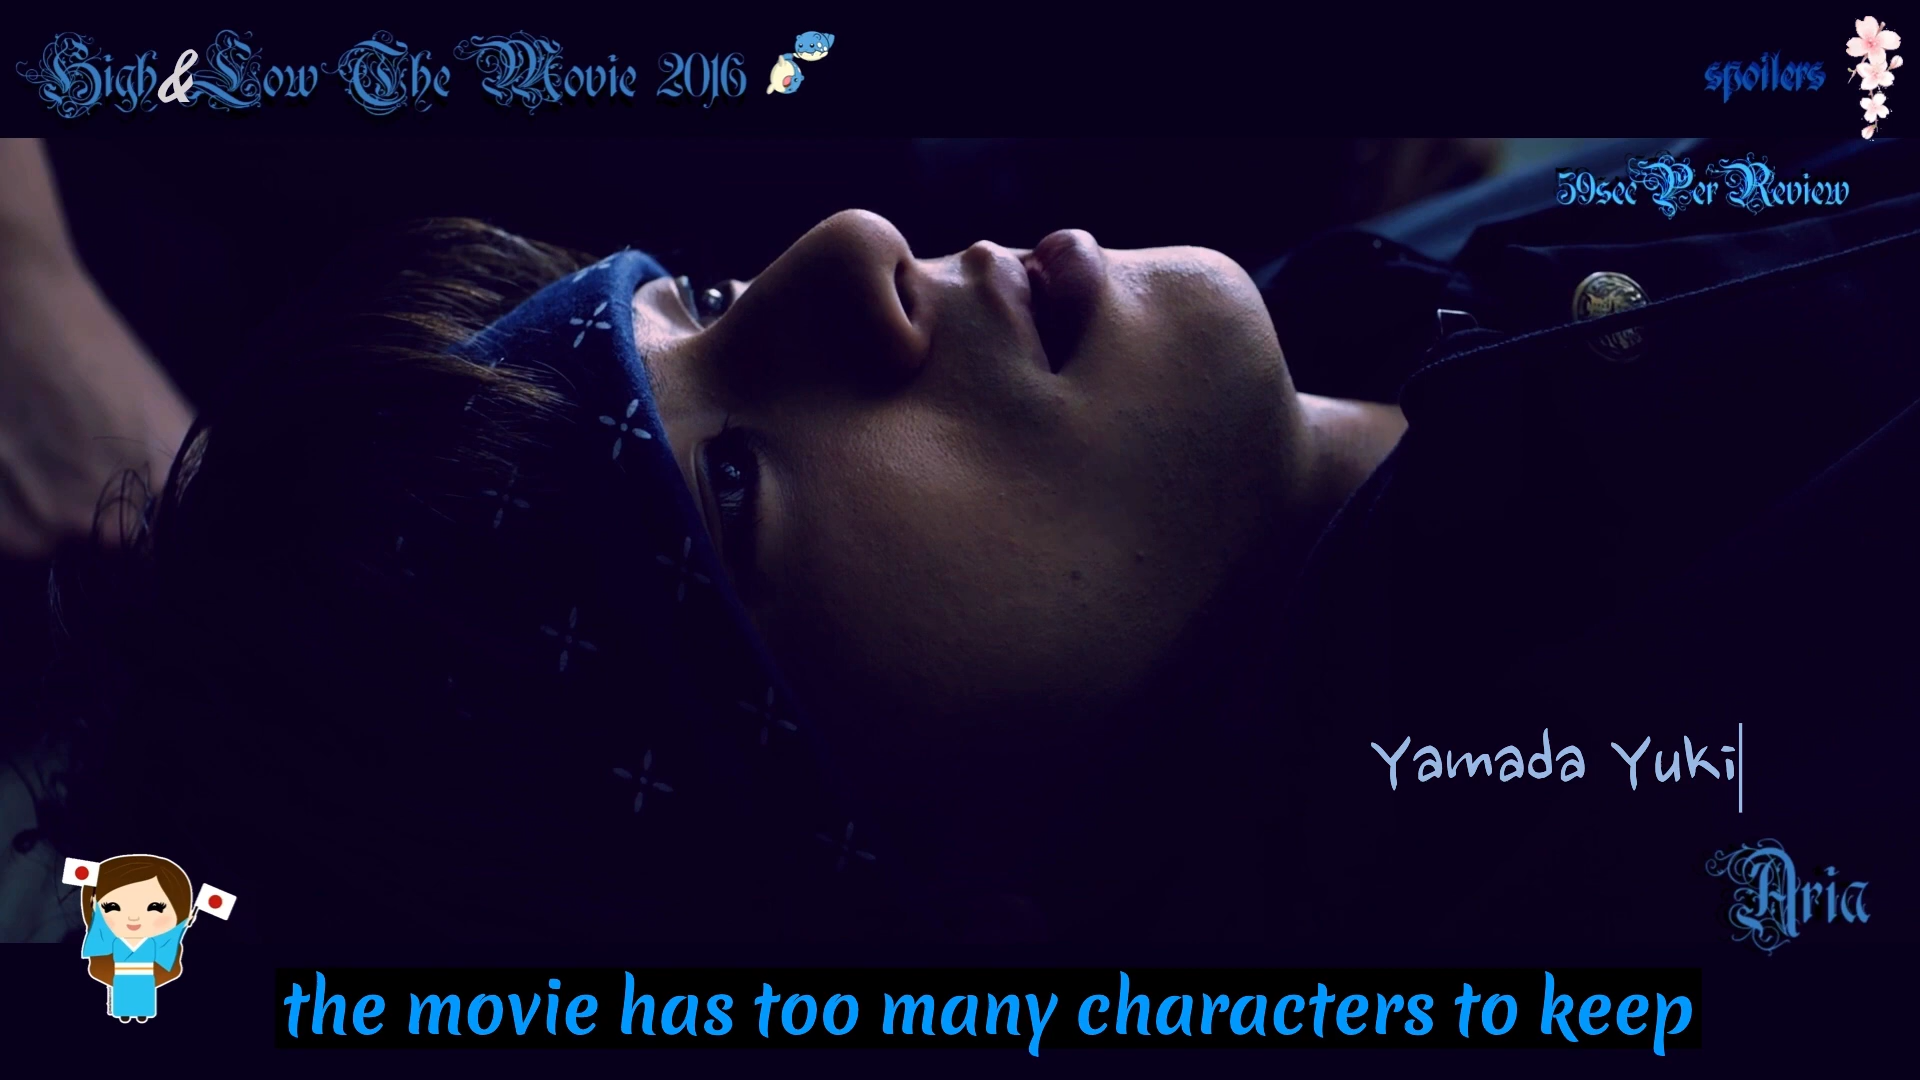 High&Low The Movie 2016
spoilers
59sec Per Review
Yamada Yuki
Aria
the movie has too many characters to keep